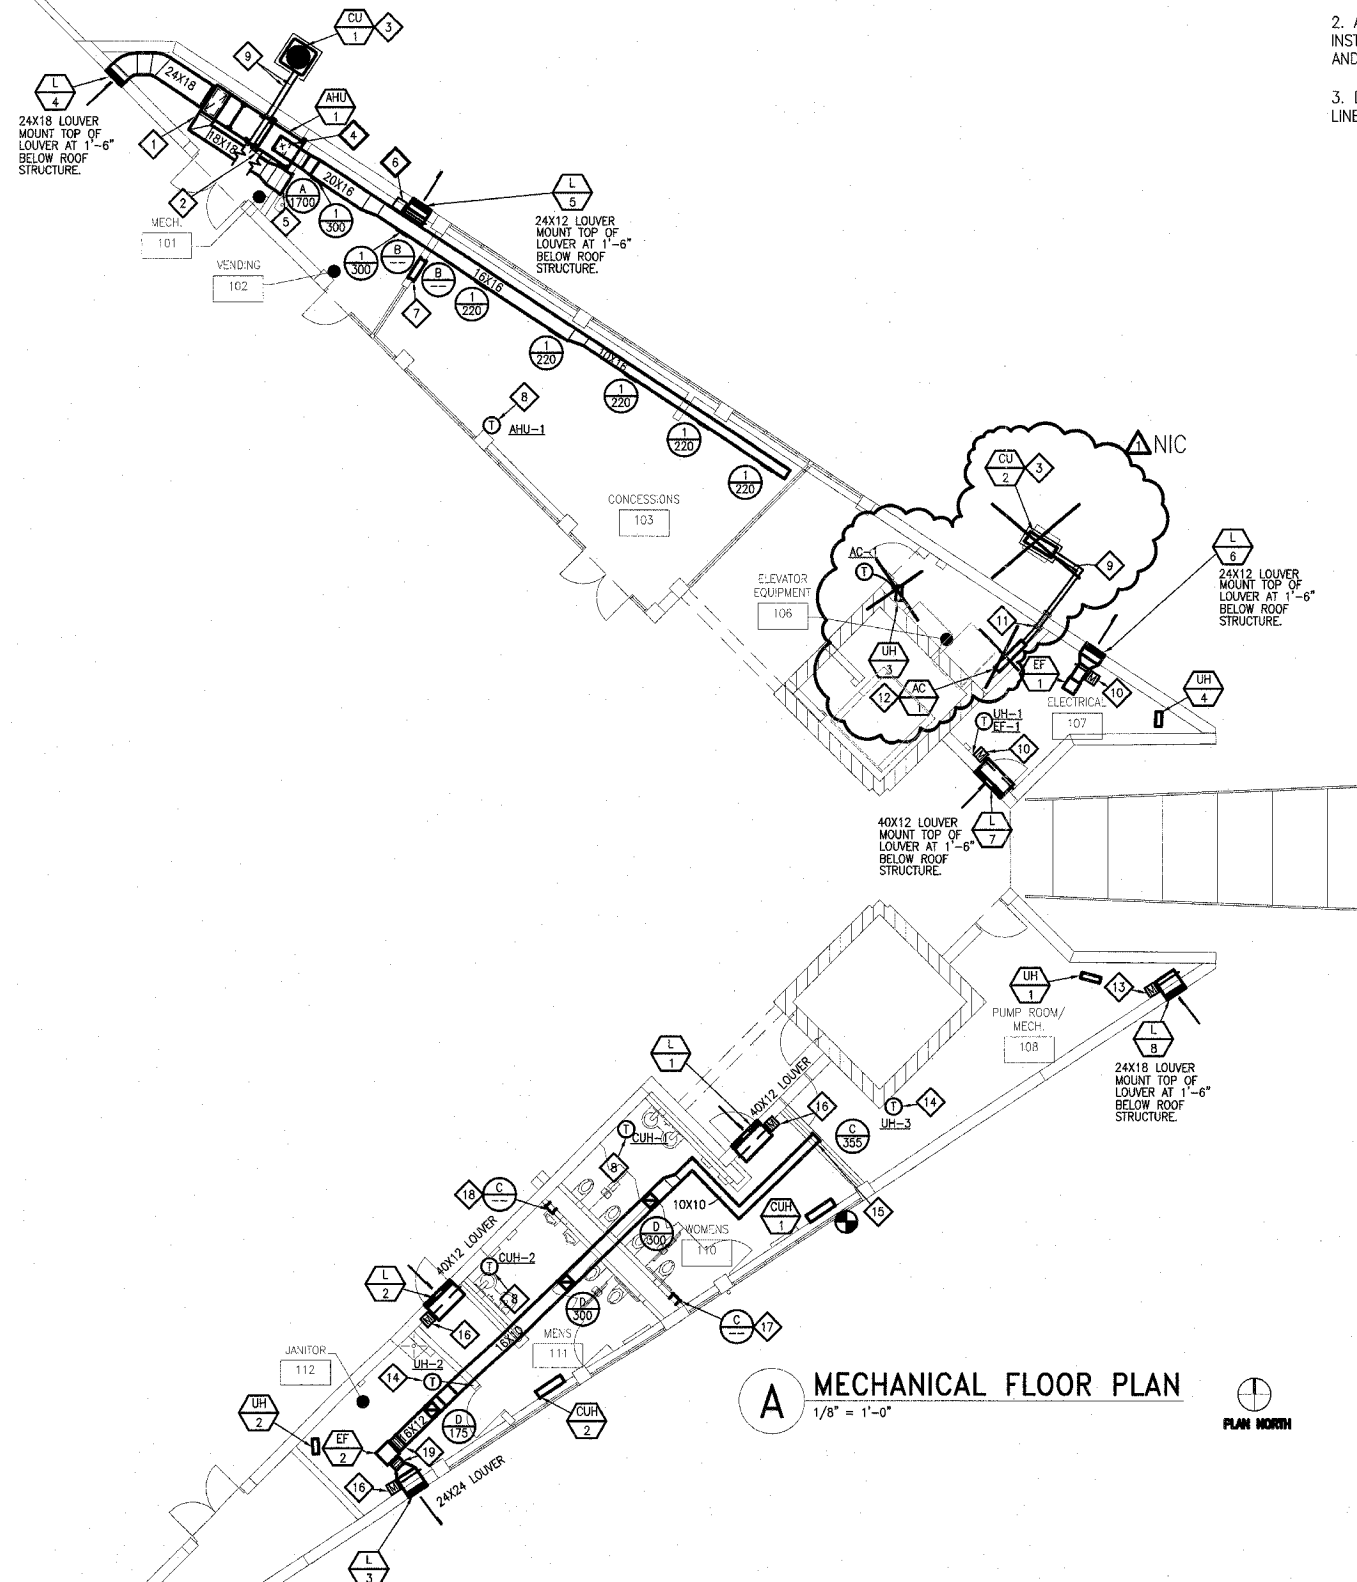 2. A
INST
AND
3. D
LINE
CU
1
3
9
L
4
24X18
24X18 LOUVER
MOUNT TOP OF
LOUVER AT 1'-6"
BELOW ROOF
STRUCTURE.
1
18X18
AHU
1
4
2
20X16
6
A
1700
5
1
300
MECH.
101
VENDING
102
L
5
24X12 LOUVER
MOUNT TOP OF
LOUVER AT 1'-6"
BELOW ROOF
STRUCTURE.
1
300
B
--
B
--
7
16X16
1
220
1
220
10X16
1
220
1
220
1
220
8
T
AHU-1
CONCESSIONS
103
1
NIC
CU
2
3
9
AC-1
T
ELEVATOR
EQUIPMENT
106
11
UH
3
12
AC
1
EF
1
M
10
L
6
24X12 LOUVER
MOUNT TOP OF
LOUVER AT 1'-6"
BELOW ROOF
STRUCTURE.
UH
4
ELECTRICAL
107
T
UH-1
EF-1
M
10
L
7
40X12 LOUVER
MOUNT TOP OF
LOUVER AT 1'-6"
BELOW ROOF
STRUCTURE.
UH
1
13
M
PUMP ROOM/
MECH.
108
L
8
24X18 LOUVER
MOUNT TOP OF
LOUVER AT 1'-6"
BELOW ROOF
STRUCTURE.
L
1
40X12 LOUVER
16
M
T
14
UH-3
C
355
T
CUH-1
8
18
C
--
10X10
CUH
1
15
D
300
WOMENS
110
40X12 LOUVER
T
CUH-2
8
L
2
M
16
D
300
C
--
17
16X10
MENS
111
JANITOR
112
UH-2
14
T
UH
2
EF
2
16X12
D
175
CUH
2
19
16
M
24X24 LOUVER
L
3
A
MECHANICAL FLOOR PLAN
1/8" = 1'-0"
PLAN NORTH